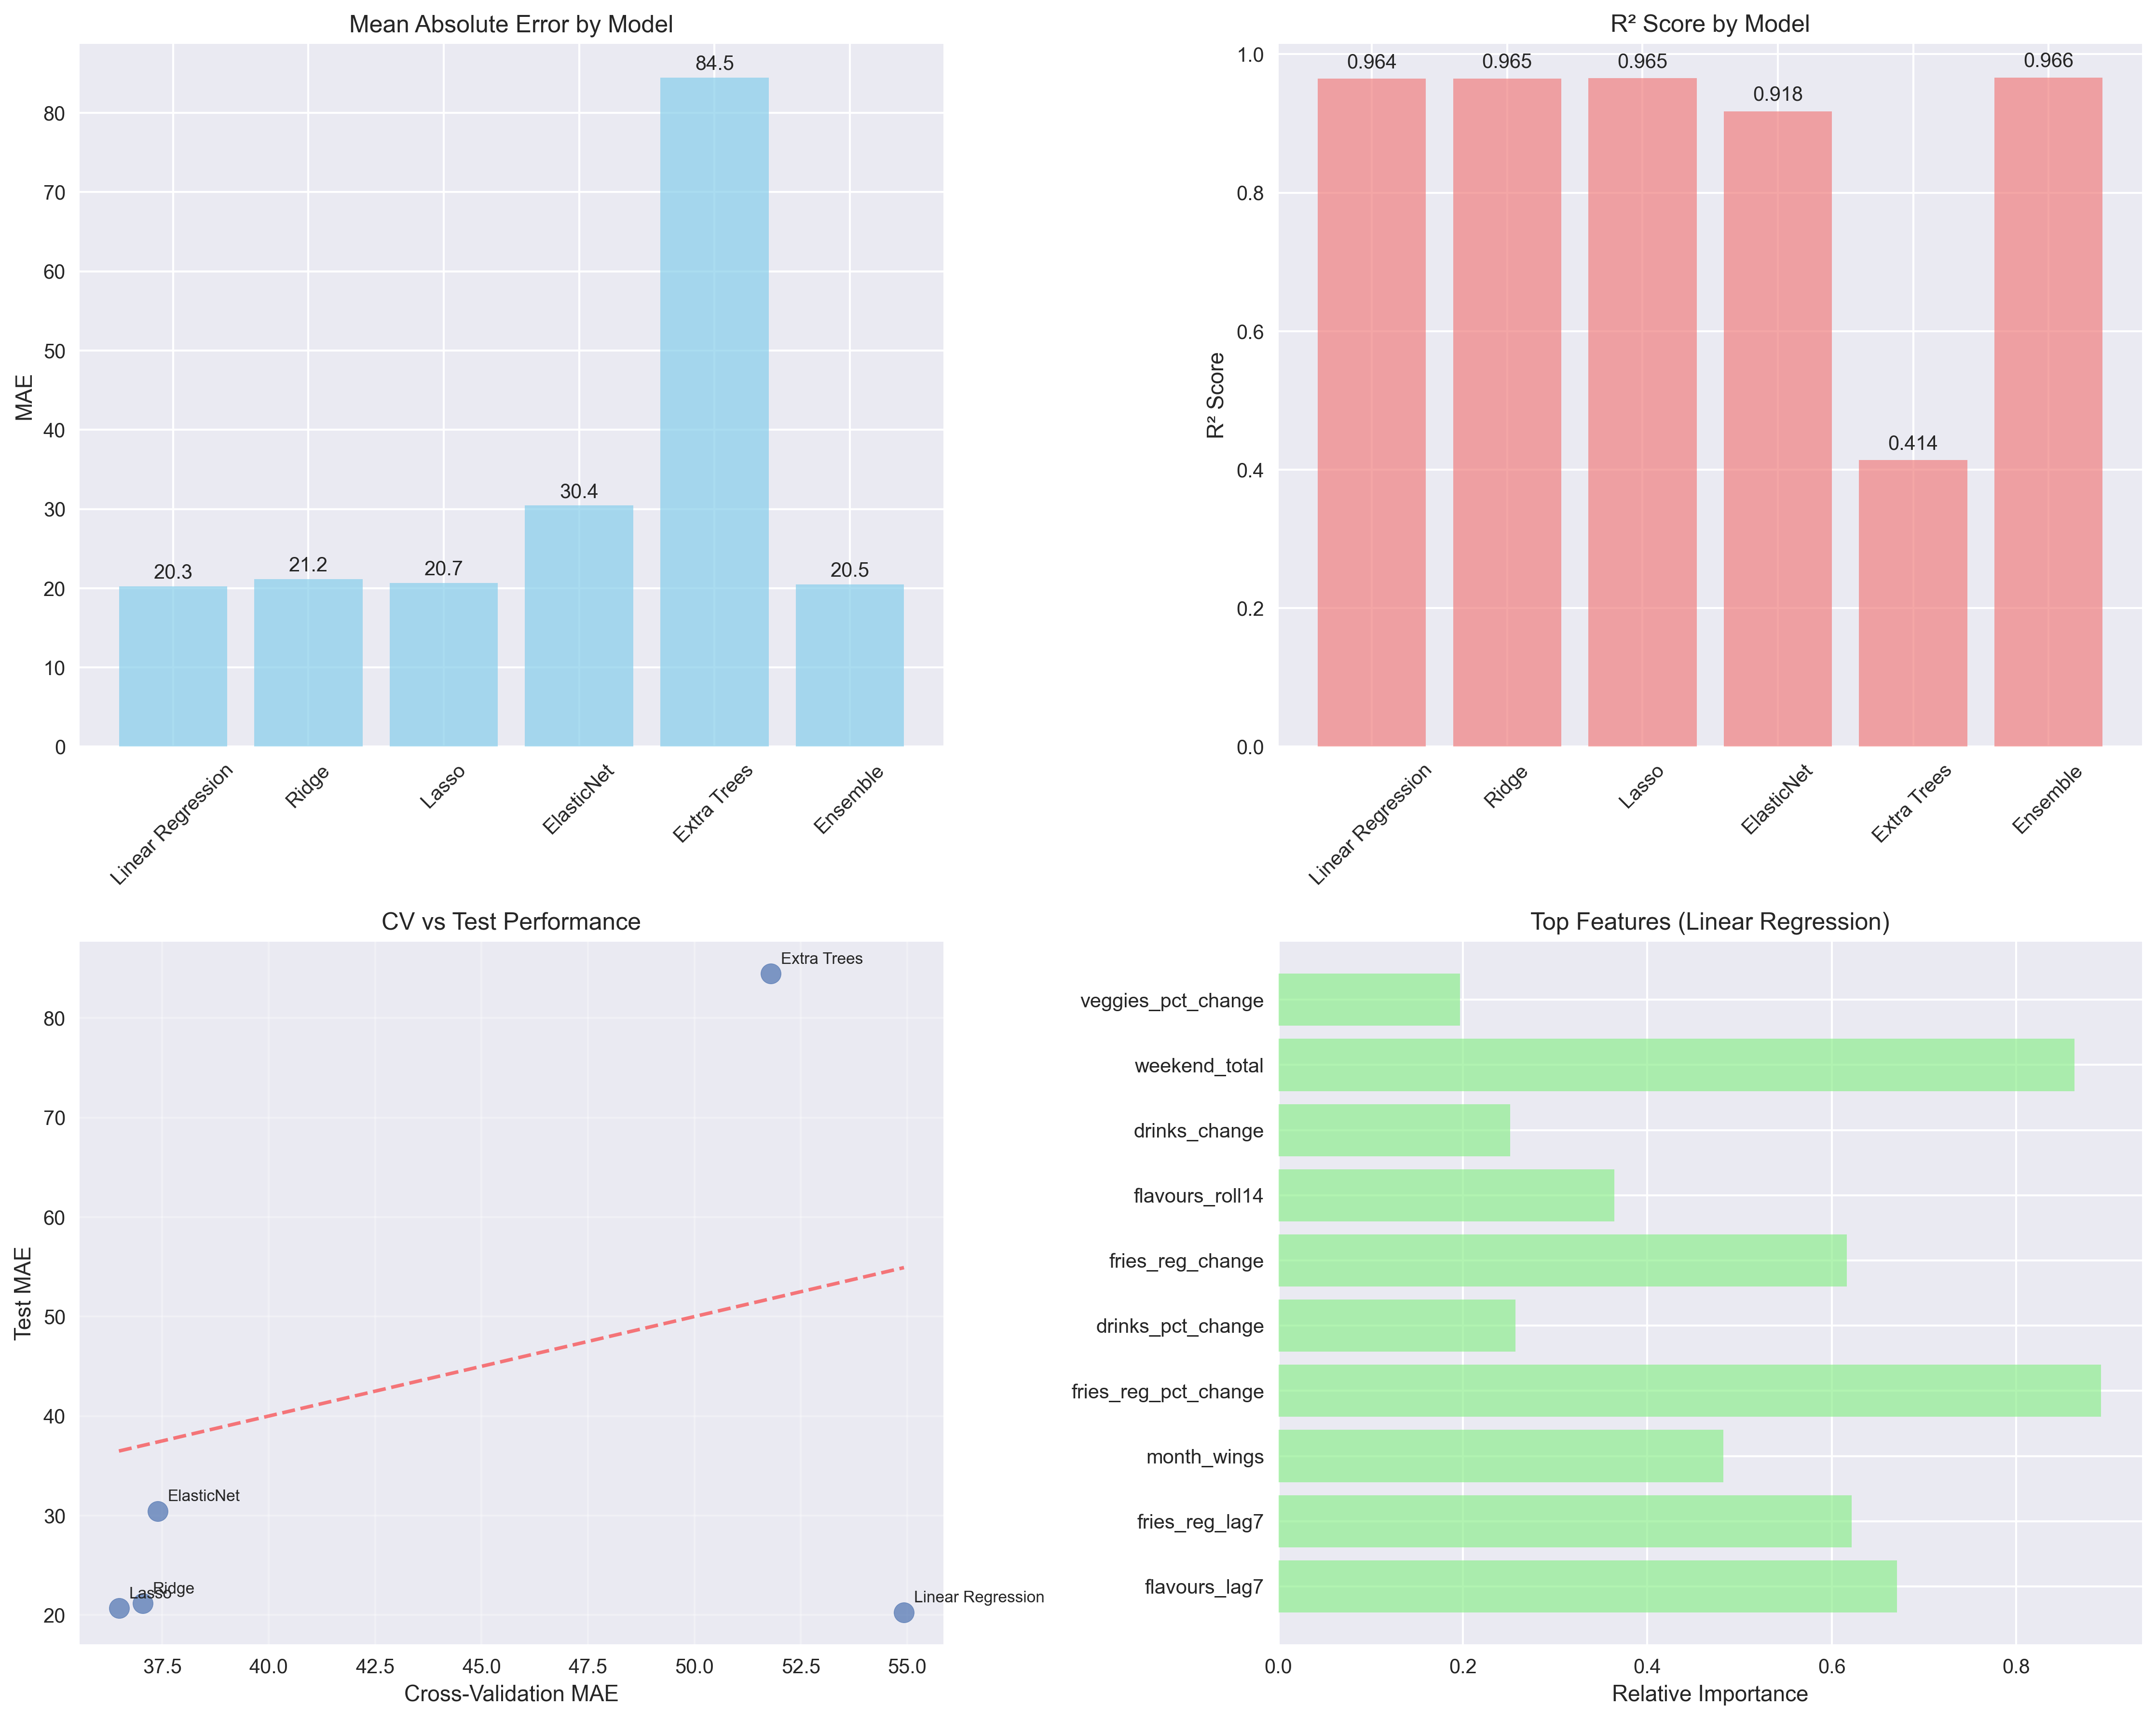 Mean Absolute Error by Model
MAE
80
70
60
50
40
30
20
10
0
20.3
21.2
20.7
30.4
84.5
20.5
Linear Regression
Ridge
Lasso
ElasticNet
Extra Trees
Ensemble
R² Score by Model
R² Score
1.0
0.8
0.6
0.4
0.2
0.0
0.964
0.965
0.965
0.918
0.414
0.966
Linear Regression
Ridge
Lasso
ElasticNet
Extra Trees
Ensemble
CV vs Test Performance
Test MAE
80
70
60
50
40
30
20
Extra Trees
ElasticNet
Lasso
Ridge
Linear Regression
37.5
40.0
42.5
45.0
47.5
50.0
52.5
55.0
Cross-Validation MAE
Top Features (Linear Regression)
veggies_pct_change
weekend_total
drinks_change
flavours_roll14
fries_reg_change
drinks_pct_change
fries_reg_pct_change
month_wings
fries_reg_lag7
flavours_lag7
0.0
0.2
0.4
0.6
0.8
Relative Importance